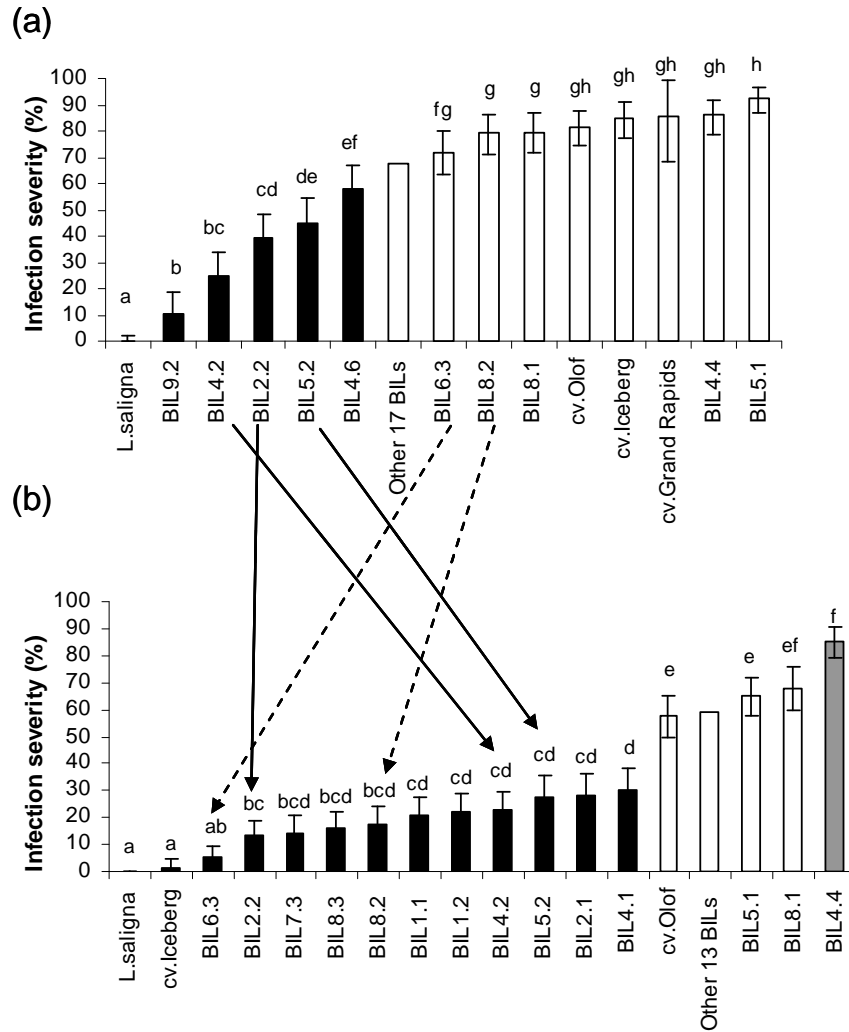 (a)
Infection severity (%)
100
90
80
70
60
50
40
30
20
10
0
a
b
bc
cd
de
ef
fg
g
g
gh
gh
gh
gh
h
L.saligna
BIL9.2
BIL4.2
BIL2.2
BIL5.2
BIL4.6
Other 17 BILs
BIL6.3
BIL8.2
BIL8.1
cv.Olof
cv.Iceberg
cv.Grand Rapids
BIL4.4
BIL5.1
(b)
Infection severity (%)
100
90
80
70
60
50
40
30
20
10
0
a
a
ab
bc
bcd
bcd
bcd
cd
cd
cd
cd
cd
d
e
e
ef
f
L.saligna
cv.Iceberg
BIL6.3
BIL2.2
BIL7.3
BIL8.3
BIL8.2
BIL1.1
BIL1.2
BIL4.2
BIL5.2
BIL2.1
BIL4.1
cv.Olof
Other 13 BILs
BIL5.1
BIL8.1
BIL4.4